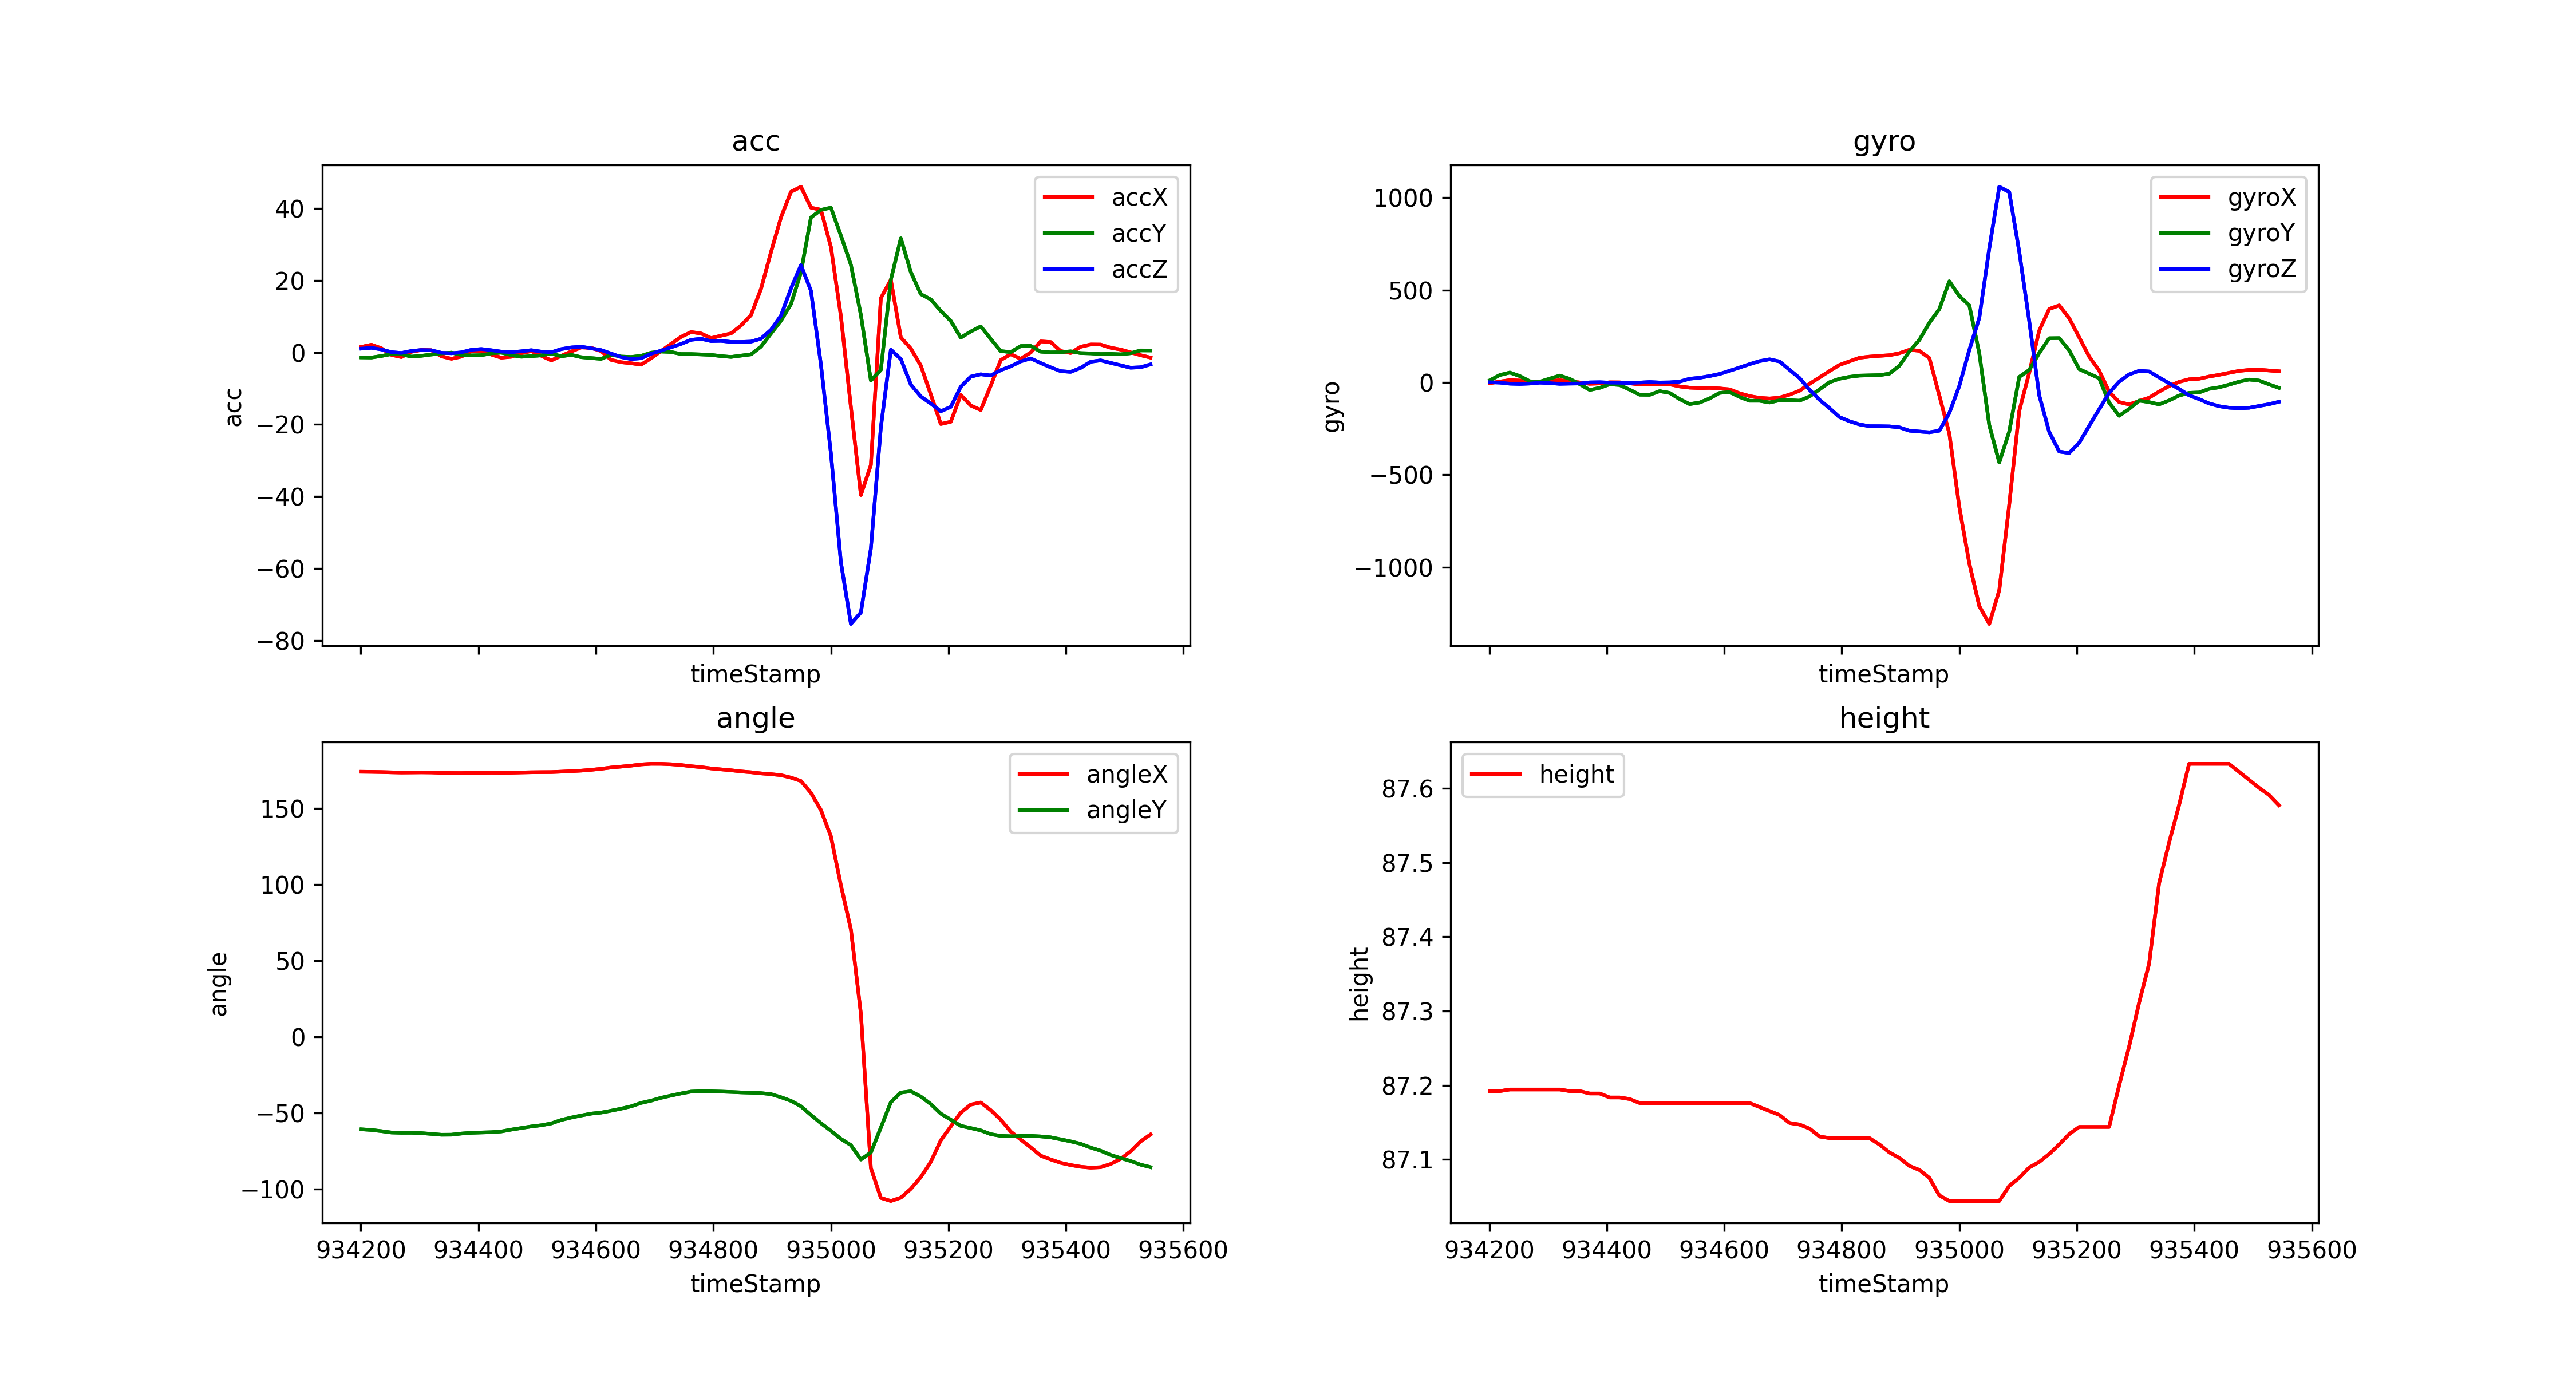 acc
accX
accY
accZ
40
20
0
−20
−40
−60
−80
acc
timeStamp
gyro
gyroX
gyroY
gyroZ
1000
500
0
−500
−1000
gyro
timeStamp
angle
angleX
angleY
150
100
50
0
−50
−100
angle
934200 934400 934600 934800 935000 935200 935400 935600
timeStamp
height
height
87.6
87.5
87.4
87.3
87.2
87.1
height
934200 934400 934600 934800 935000 935200 935400 935600
timeStamp